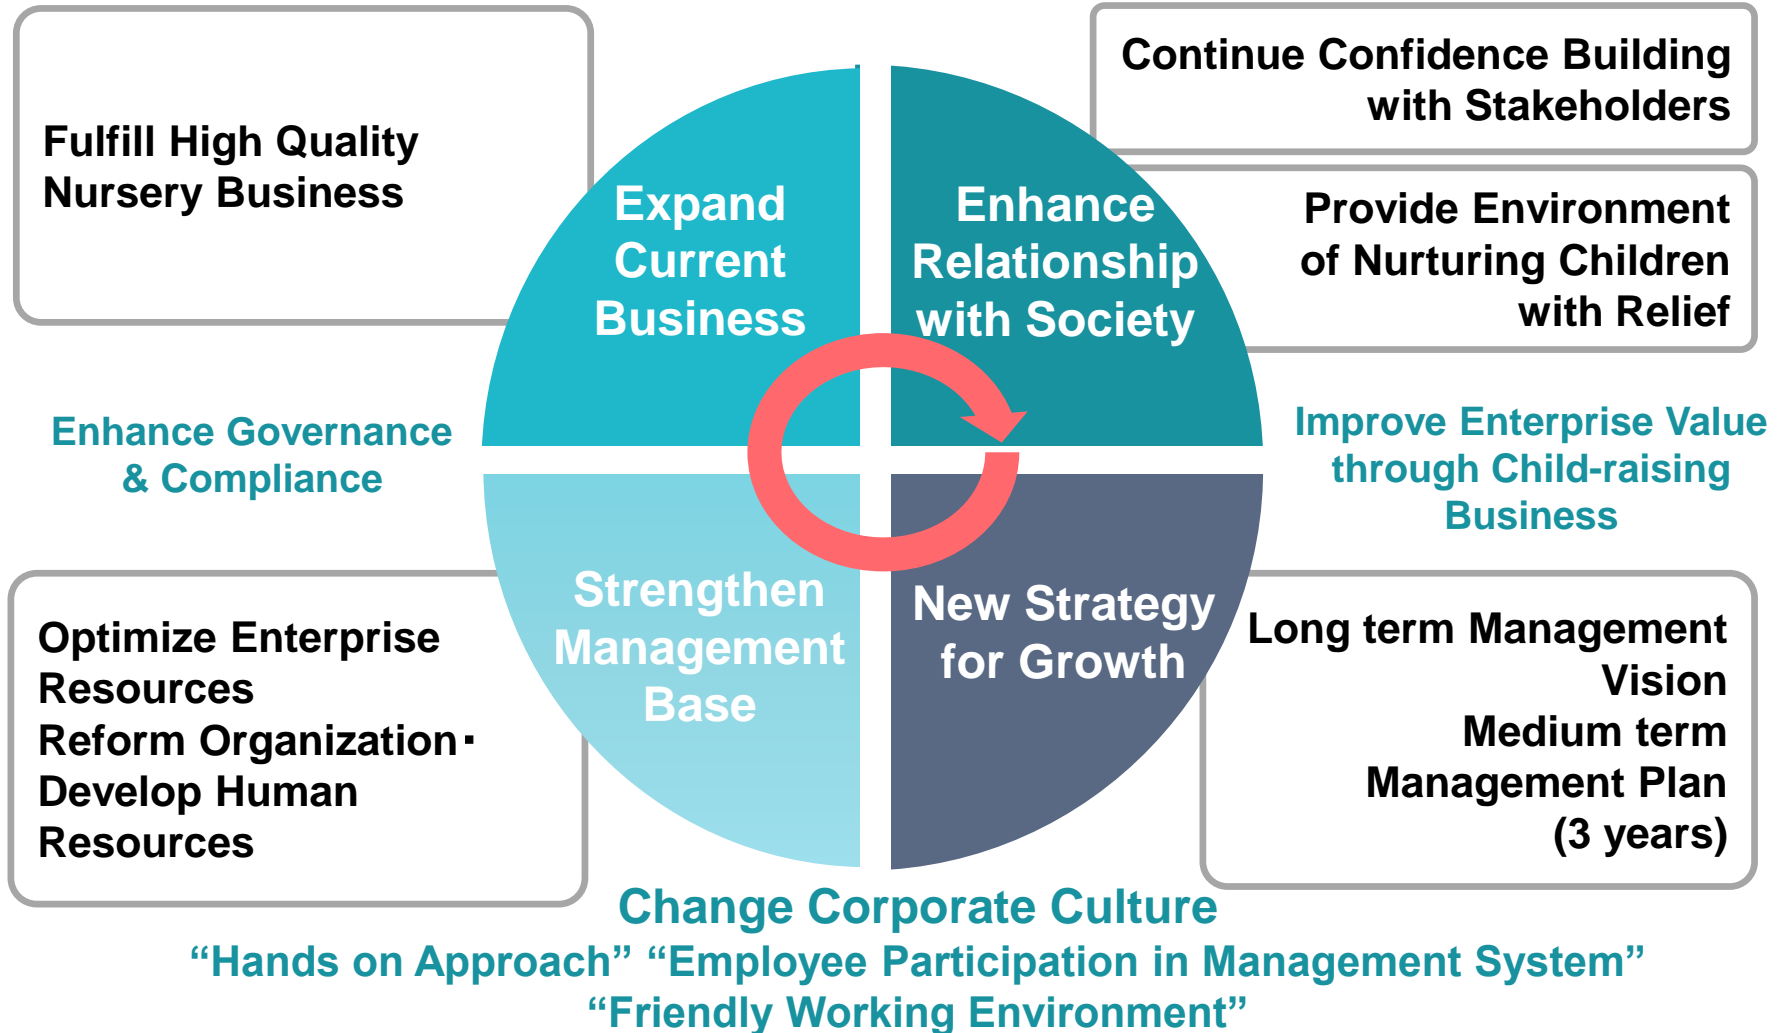 Fulfill High Quality
Nursery Business
Expand
Current
Business
Enhance
Relationship
with Society
Continue Confidence Building
with Stakeholders
Provide Environment
of Nurturing Children
with Relief
Enhance Governance
& Compliance
Improve Enterprise Value
through Child-raising
Business
Optimize Enterprise
Resources
Reform Organization・
Develop Human
Resources
Strengthen
Management
Base
New Strategy
for Growth
Long term Management
Vision
Medium term
Management Plan
(3 years)
Change Corporate Culture
“Hands on Approach” “Employee Participation in Management System”
“Friendly Working Environment”